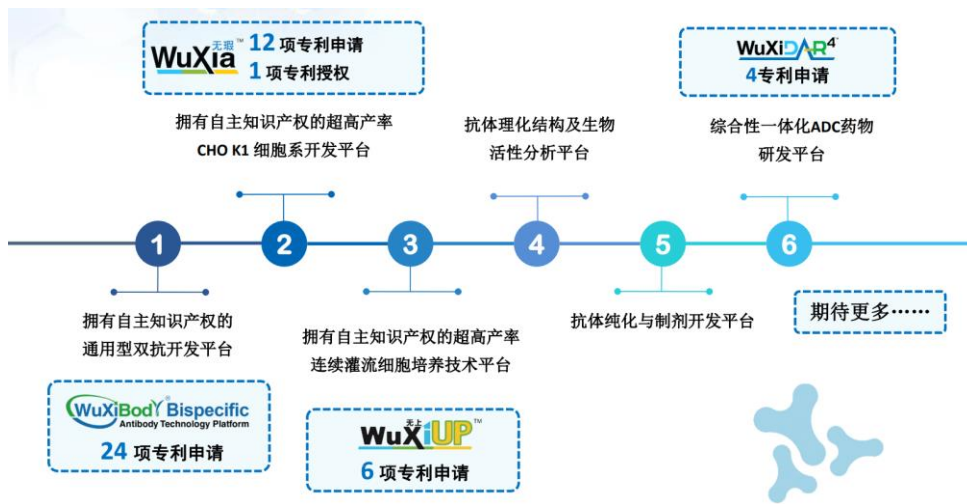 无瑕
WuXia™ 12 项专利申请
1 项专利授权
拥有自主知识产权的超高产率
CHO K1 细胞系开发平台
抗体理化结构及生物
活性分析平台
WuXiDAR4™
4专利申请
综合性一体化ADC药物
研发平台
1
2
3
4
5
6
拥有自主知识产权的
通用型双抗开发平台
WuXiBody® Bispecific
Antibody Technology Platform
24 项专利申请
拥有自主知识产权的超高产率
连续灌流细胞培养技术平台
无上
WuXiUP™
6 项专利申请
抗体纯化与制剂开发平台
期待更多……